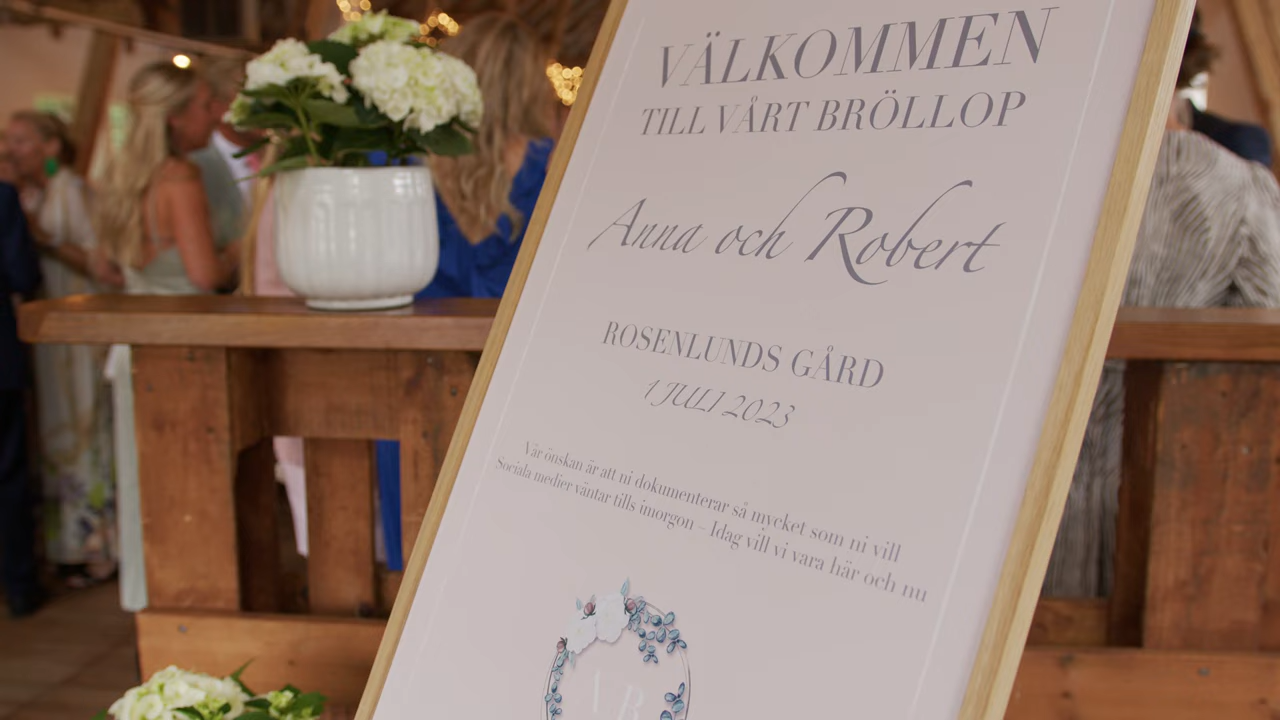 VÄLKOMMEN
TILL VÅRT BRÖLLOP
Anna och Robert
ROSENLUNDS GÅRD
1 JULI 2023
Vår önskan är att ni dokumenterar så mycket som ni vill
Sociala medier väntar tills imorgon – Idag vill vi vara här och nu